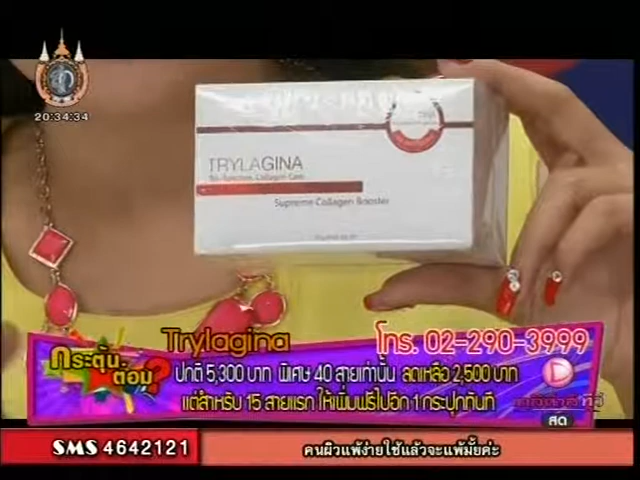 20:34:34
TRYLAGINA
Supreme Collagen Booster
Trylagina
โทร. 02-290-3999
กระตุ้น
ต่อม?
ปกติ 5,300 บาท พิเศษ 40 สายเท่านั้น ลดเหลือ 2,500 บาท
แต่สำหรับ 15 สายแรก ให้เพิ่มฟรีไปอีก 1 กระปุกทันที
สด
SMS 4642121
คนผิวแพ้ง่ายใช้แล้วจะแพ้มั้ยค่ะ